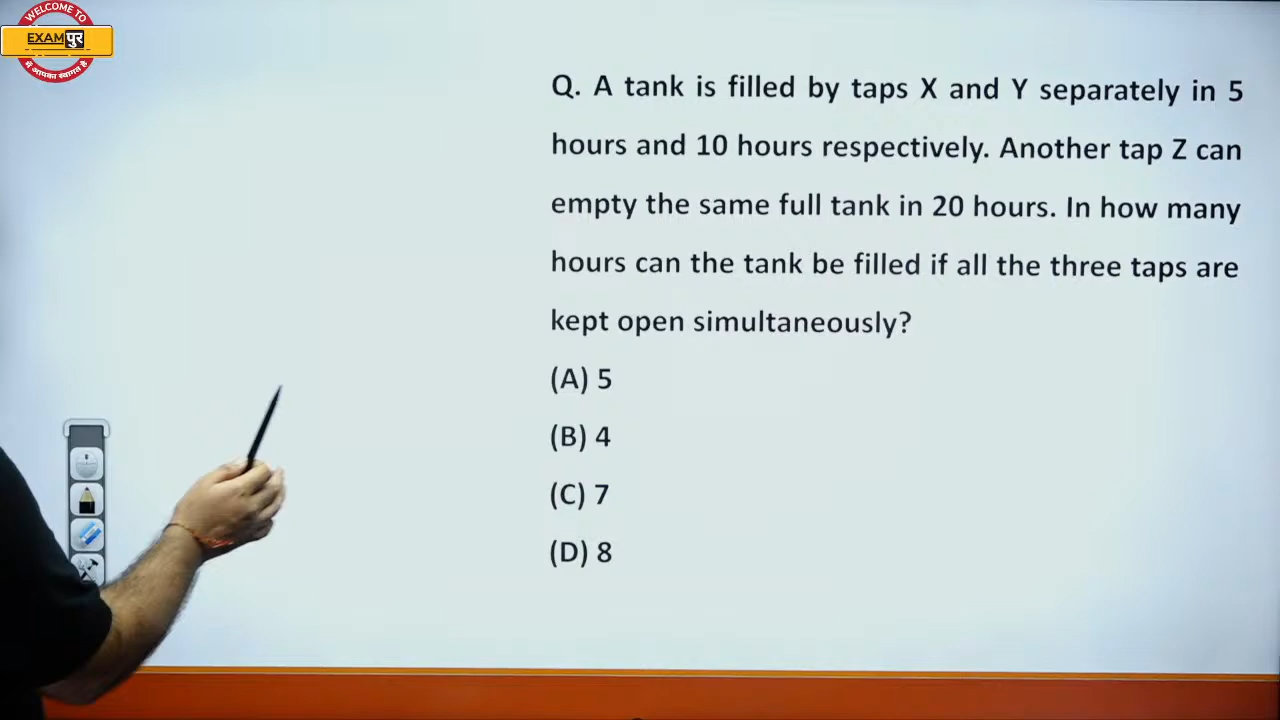 WELCOME TO
EXAMपुर
में आपका स्वागत है
Q. A tank is filled by taps X and Y separately in 5
hours and 10 hours respectively. Another tap Z can
empty the same full tank in 20 hours. In how many
hours can the tank be filled if all the three taps are
kept open simultaneously?
(A) 5
(B) 4
(C) 7
(D) 8